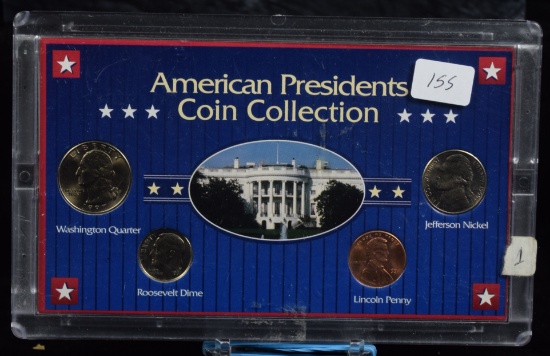 American Presidents
Coin Collection
155
Washington Quarter
Jefferson Nickel
Roosevelt Dime
Lincoln Penny
1